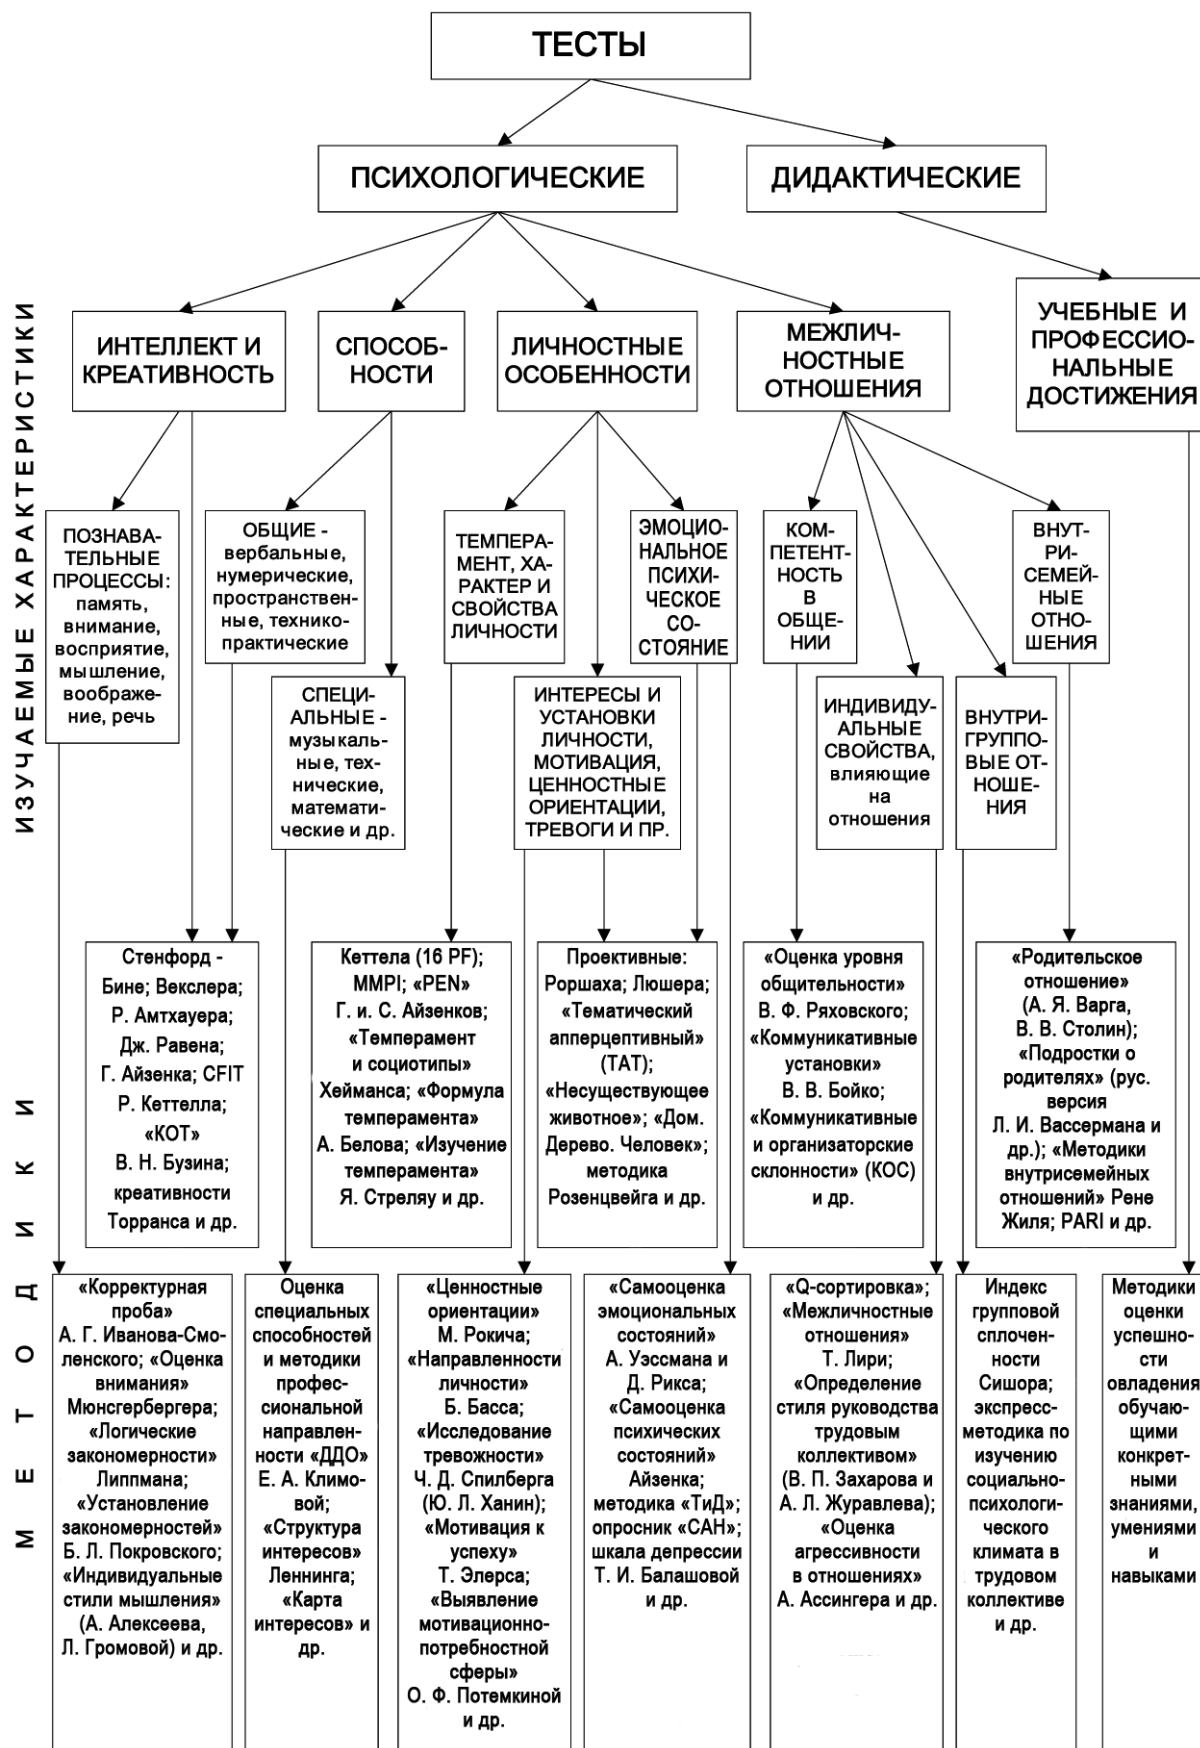 ТЕСТЫ
ПСИХОЛОГИЧЕСКИЕ
ДИДАКТИЧЕСКИЕ
ИЗУЧАЕМЫЕ ХАРАКТЕРИСТИКИ
ИНТЕЛЛЕКТ И
КРЕАТИВНОСТЬ
СПОСОБ-
НОСТИ
ЛИЧНОСТНЫЕ
ОСОБЕННОСТИ
МЕЖЛИЧ-
НОСТНЫЕ
ОТНОШЕНИЯ
УЧЕБНЫЕ И
ПРОФЕССИО-
НАЛЬНЫЕ
ДОСТИЖЕНИЯ
ПОЗНАВА-
ТЕЛЬНЫЕ
ПРОЦЕССЫ:
память,
внимание,
восприятие,
мышление,
воображе-
ние, речь
ОБЩИЕ -
вербальные,
нумерические,
пространствен-
ные, технико-
практические
СПЕЦИ-
АЛЬНЫЕ -
музыкаль-
ные, тех-
нические,
математи-
ческие и др.
ТЕМПЕРА-
МЕНТ, ХА-
РАКТЕР И
СВОЙСТВА
ЛИЧНОСТИ
ИНТЕРЕСЫ И
УСТАНОВКИ
ЛИЧНОСТИ,
МОТИВАЦИЯ,
ЦЕННОСТНЫЕ
ОРИЕНТАЦИИ,
ТРЕВОГИ И ПР.
ЭМОЦИО-
НАЛЬНОЕ
ПСИХИ-
ЧЕСКОЕ
СО-
СТОЯНИЕ
КОМ-
ПЕТЕНТ-
НОСТЬ
В
ОБЩЕ-
НИИ
ИНДИВИДУ-
АЛЬНЫЕ
СВОЙСТВА,
влияющие
на
отношения
ВНУТРИ-
ГРУППО-
ВЫЕ ОТ-
НОШЕ-
НИЯ
ВНУТ-
РИ-
СЕМЕЙ-
НЫЕ
ОТНО-
ШЕНИЯ
МЕТОДИКИ
Стенфорд -
Бине; Векслера;
Р. Амтхауера;
Дж. Равена;
Г. Айзенка; CFIT
Р. Кеттелла;
«КОТ»
В. Н. Бузина;
креативности
Торранса и др.
Кеттела (16 PF);
MMPI; «PEN»
Г. и С. Айзенков;
«Темперамент
и социотипы»
Хейманса; «Формула
темперамента»
А. Белова; «Изучение
темперамента»
Я. Стреляу и др.
Проективные:
Роршаха; Люшера;
«Тематический
апперцептивный»
(ТАТ);
«Несуществующее
животное»; «Дом.
Дерево. Человек»;
методика
Розенцвейга и др.
«Оценка уровня
общительности»
В. Ф. Ряховского;
«Коммуникативные
установки»
В. В. Бойко;
«Коммуникативные
и организаторские
склонности» (КОС)
и др.
«Родительское
отношение»
(А. Я. Варга,
В. В. Столин);
«Подростки о
родителях» (рус.
версия
Л. И. Вассермана и
др.); «Методики
внутрисемейных
отношений» Рене
Жиля; PARI и др.
«Корректурная
проба»
А. Г. Иванова-Смо-
ленского; «Оценка
внимания»
Мюнсгербергера;
«Логические
закономерности»
Липпмана;
«Установление
закономерностей»
Б. Л. Покровского;
«Индивидуальные
стили мышления»
(А. Алексеева,
Л. Громовой) и др.
Оценка
специальных
способностей
и методики
профес-
сиональной
направлен-
ности «ДДО»
Е. А. Климо-
вой;
«Структура
интересов»
Леннинга;
«Карта
интересов» и
др.
«Ценностные
ориентации»
М. Рокича;
«Направленности
личности»
Б. Басса;
«Исследование
тревожности»
Ч. Д. Спилберга
(Ю. Л. Ханин);
«Мотивация к
успеху»
Т. Элерса;
«Выявление
мотивационно-
потребностной
сферы»
О. Ф. Потемкиной
и др.
«Самооценка
эмоциональных
состояний»
А. Уэссмана и
Д. Рикса;
«Самооценка
психических
состояний»
Айзенка;
методика «ТиД»;
опросник «САН»;
шкала депрессии
Т. И. Балашовой
и др.
«Q-сортировка»;
«Межличностные
отношения»
Т. Лири;
«Определение
стиля руководства
трудовым
коллективом»
(В. П. Захарова и
А. Л. Журавлева);
«Оценка
агрессивности
в отношениях»
А. Ассингера и др.
Индекс
групповой
сплочен-
ности
Сишора;
экспресс-
методика по
изучению
социально-
психологи-
ческого
климата в
трудовом
коллективе
и др.
Методики
оценки
успешно-
сти
овладения
обучаю-
щими
конкрет-
ными
знаниями,
умениями
и
навыками